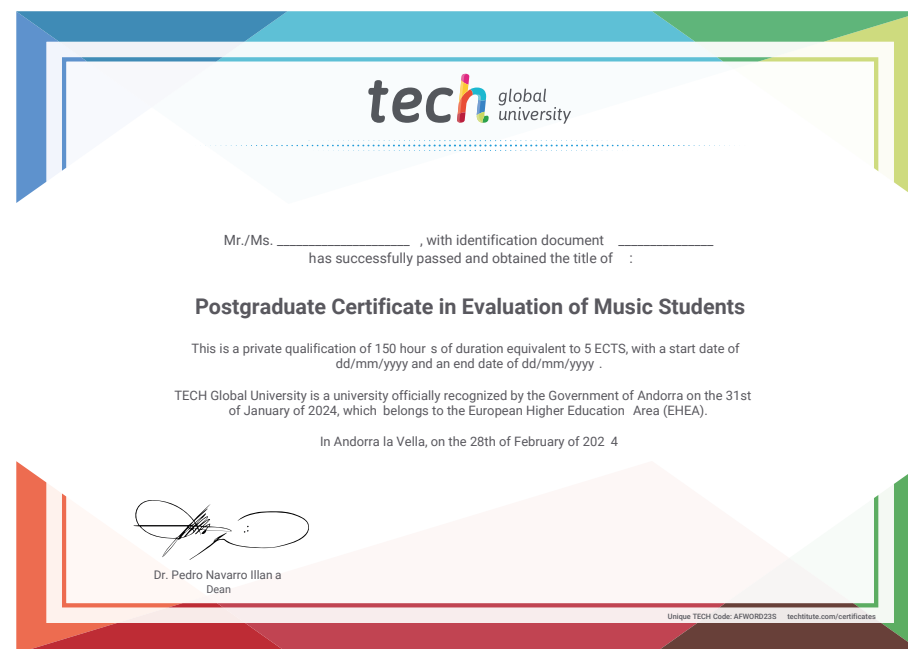 tech global university
Mr./Ms. _____________________ , with identification document _______________
has successfully passed and obtained the title of :
Postgraduate Certificate in Evaluation of Music Students
This is a private qualification of 150 hour s of duration equivalent to 5 ECTS, with a start date of
dd/mm/yyyy and an end date of dd/mm/yyyy .
TECH Global University is a university officially recognized by the Government of Andorra on the 31st
of January of 2024, which belongs to the European Higher Education Area (EHEA).
In Andorra la Vella, on the 28th of February of 202 4
Dr. Pedro Navarro Illan a
Dean
Unique TECH Code: AFWORD23S techtitute.com/certificates